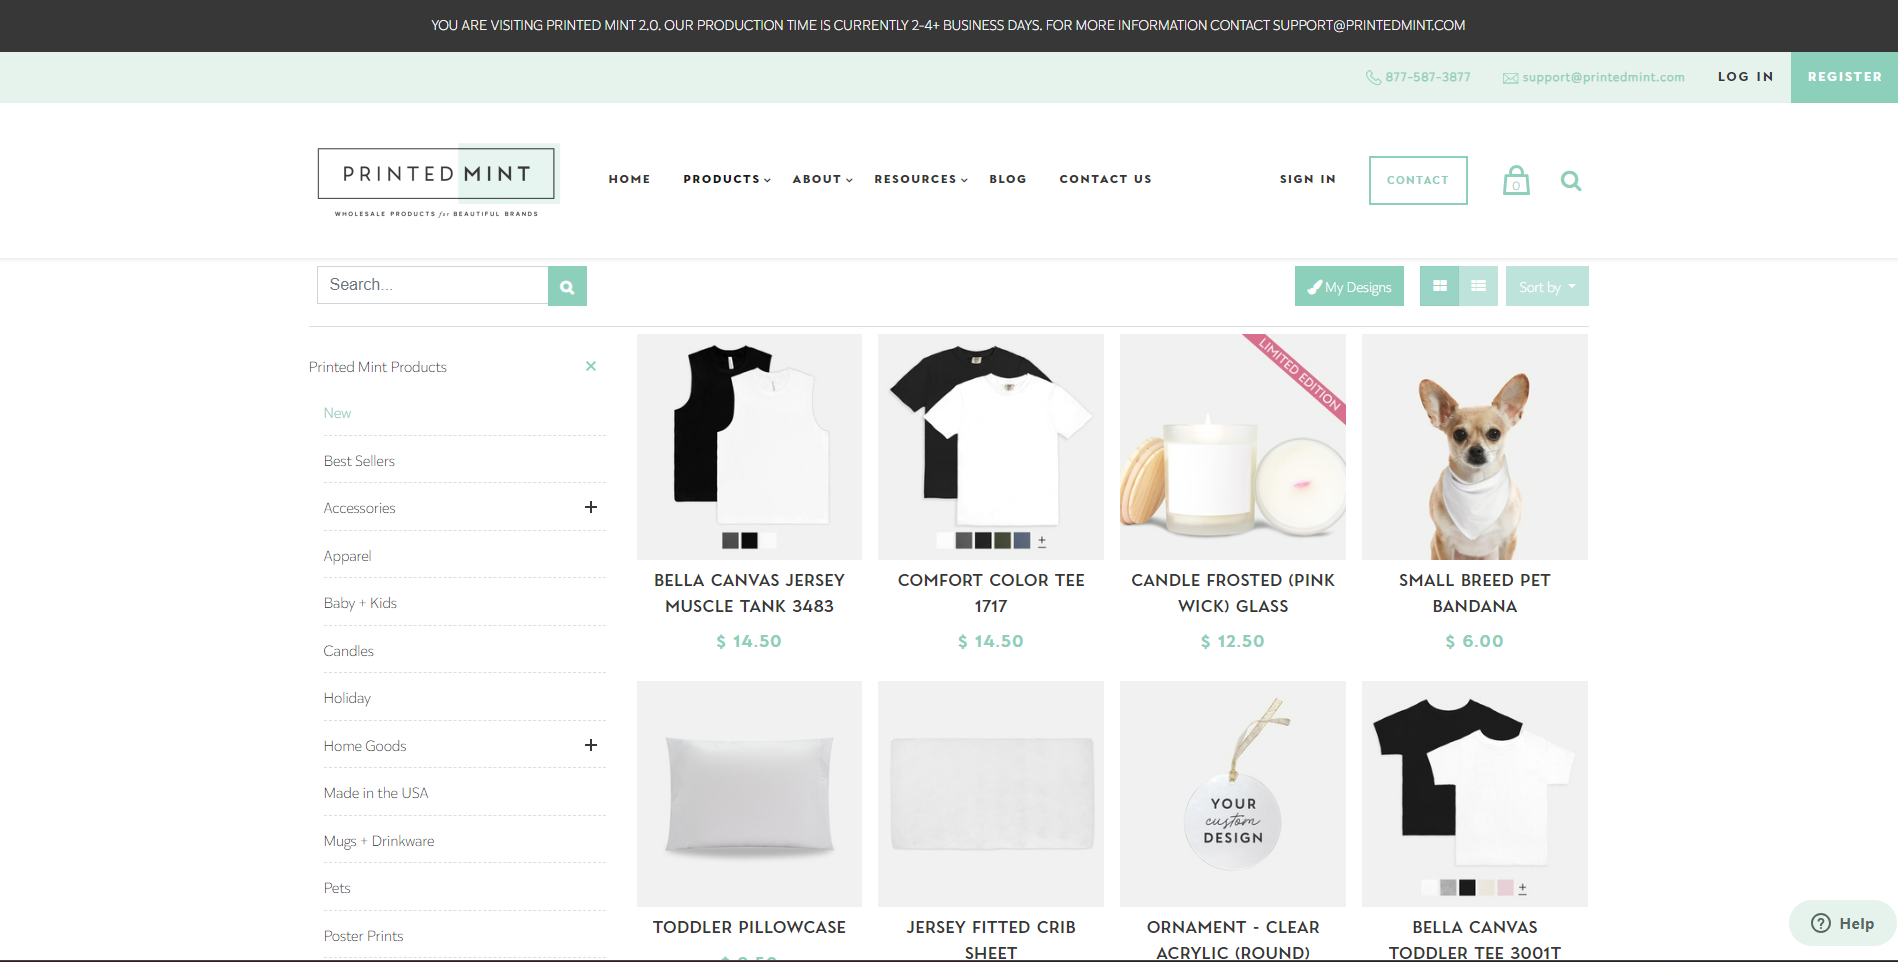 YOU ARE VISITING PRINTED MINT 2.0. OUR PRODUCTION TIME IS CURRENTLY 2-4+ BUSINESS DAYS. FOR MORE INFORMATION CONTACT SUPPORT@PRINTEDMINT.COM
877-587-3877 support@printedmint.com LOG IN REGISTER
PRINTED MINT
WHOLESALE PRODUCTS for BEAUTIFUL BRANDS
HOME PRODUCTS ABOUT RESOURCES BLOG CONTACT US SIGN IN CONTACT 0
Search... My Designs Sort by
Printed Mint Products
New
Best Sellers
Accessories
Apparel
Baby + Kids
Candles
Holiday
Home Goods
Made in the USA
Mugs + Drinkware
Pets
Poster Prints
LIMITED EDITION
BELLA CANVAS JERSEY
MUSCLE TANK 3483
$ 14.50
COMFORT COLOR TEE
1717
$ 14.50
CANDLE FROSTED (PINK
WICK) GLASS
$ 12.50
SMALL BREED PET
BANDANA
$ 6.00
TODDLER PILLOWCASE
JERSEY FITTED CRIB
SHEET
YOUR
custom
DESIGN
ORNAMENT - CLEAR
ACRYLIC (ROUND)
BELLA CANVAS
TODDLER TEE 3001T
Help